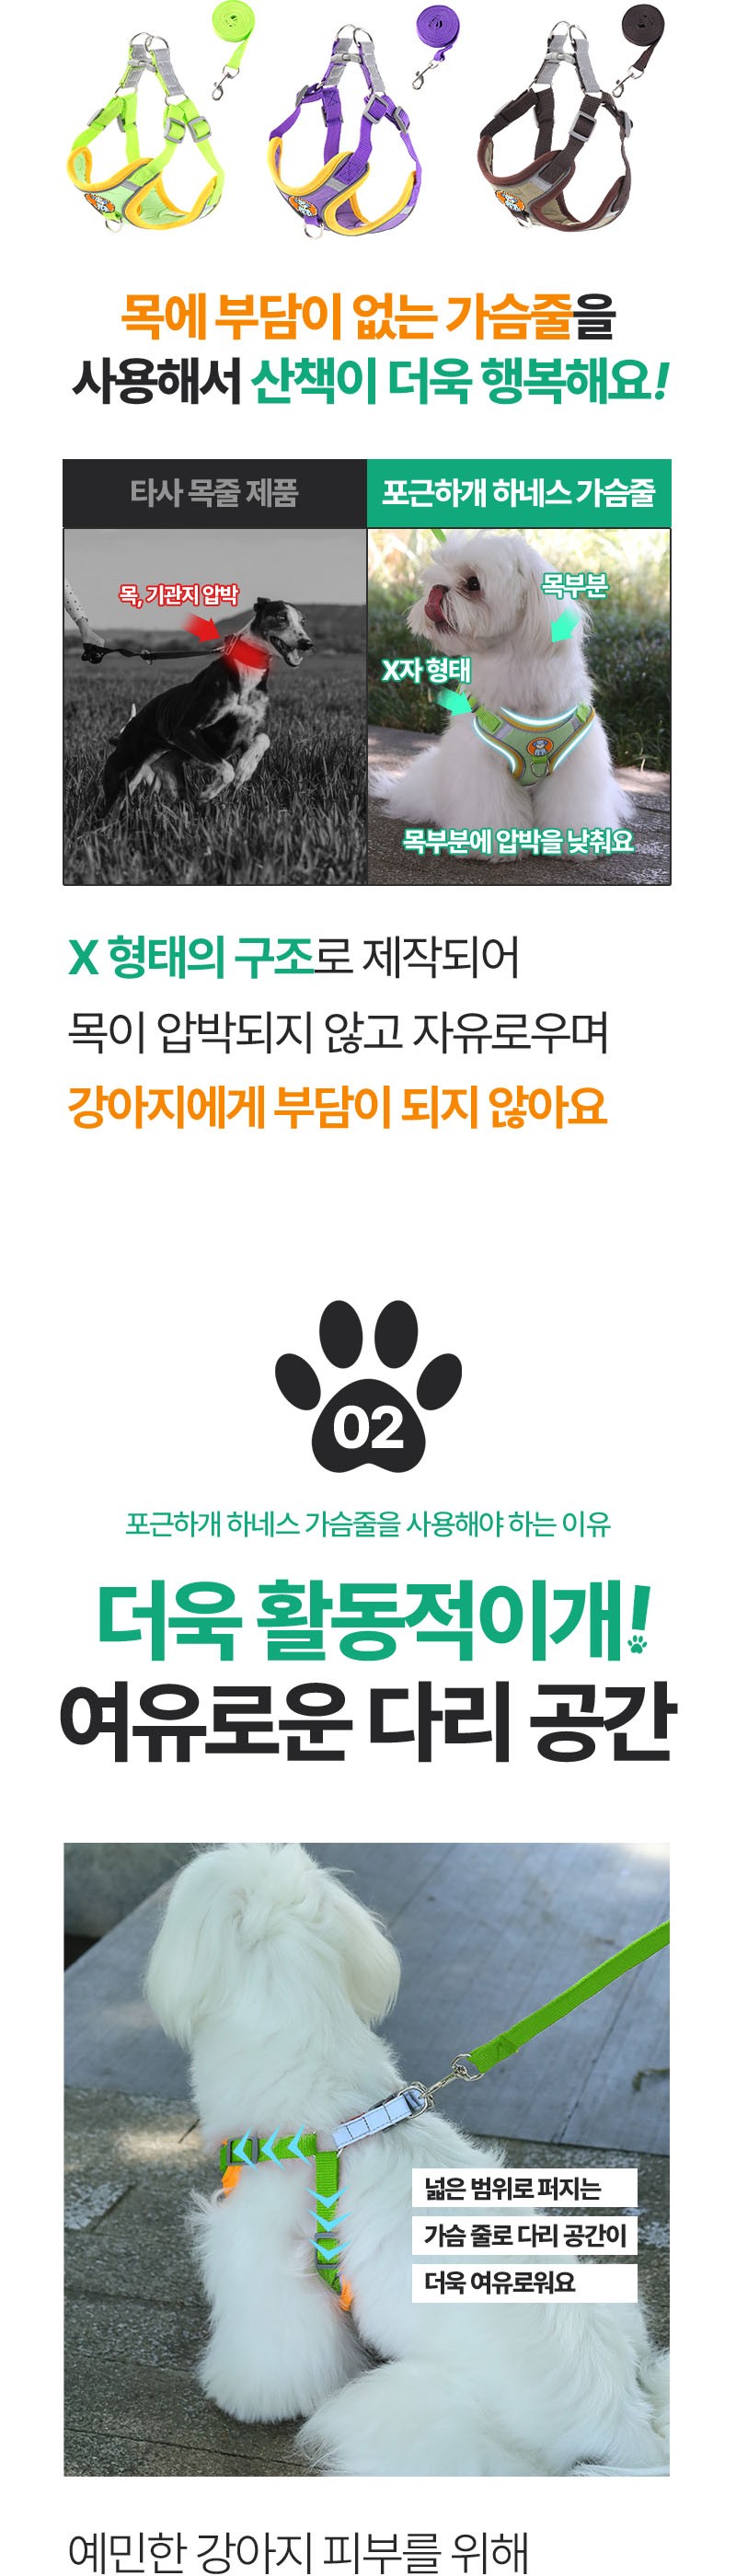 목에 부담이 없는 가슴줄을
사용해서 산책이 더욱 행복해요!
타사 목줄 제품
포근하개 하네스 가슴줄
목, 기관지 압박
목부분
X자 형태
목부분에 압박을 낮춰요
X 형태의 구조로 제작되어
목이 압박되지 않고 자유로우며
강아지에게 부담이 되지 않아요
02
포근하개 하네스 가슴줄을 사용해야 하는 이유
더욱 활동적이개!
여유로운 다리 공간
넓은 범위로 퍼지는
가슴 줄로 다리 공간이
더욱 여유로워요
예민한 강아지 피부를 위해